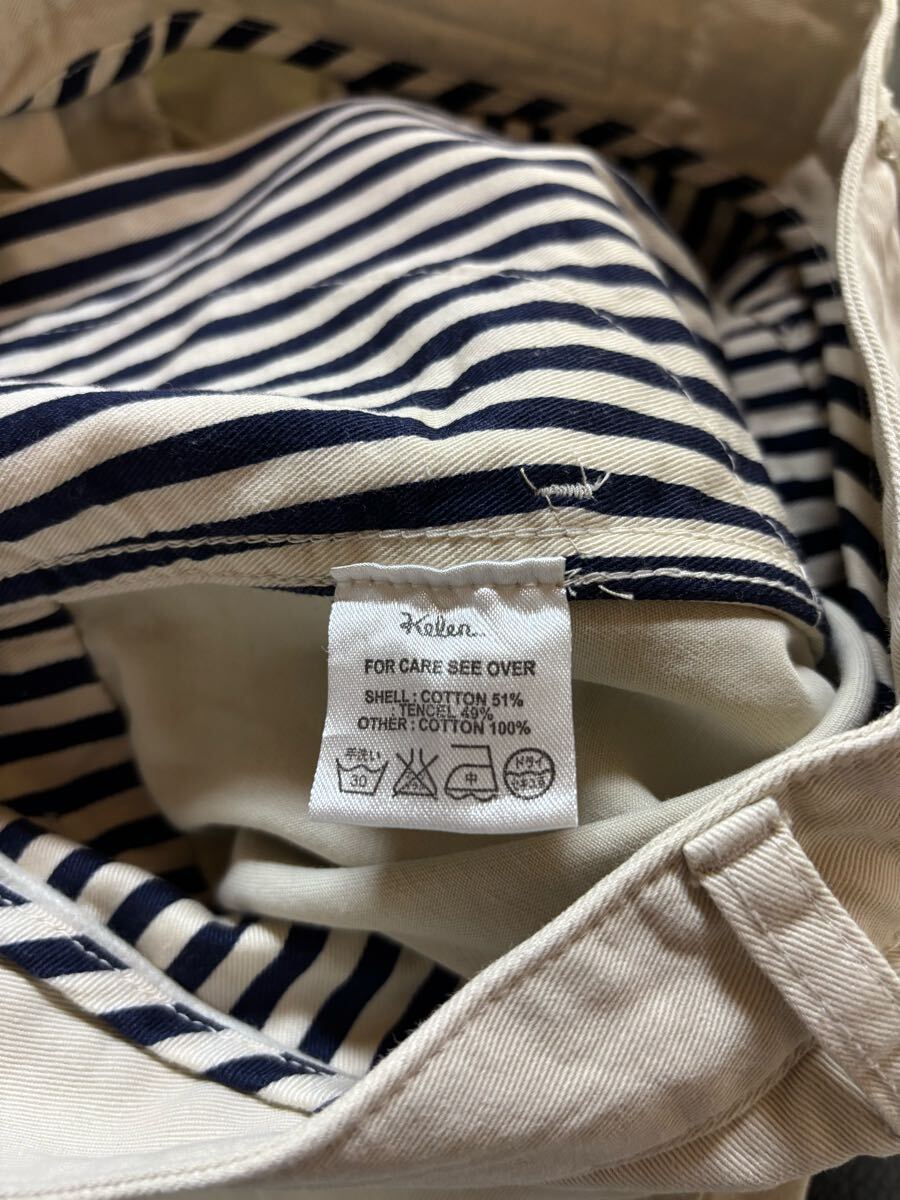 Kelen
FOR CARE SEE OVER
SHELL : COTTON 51%
TENCEL 49%
OTHER : COTTON 100%
手洗い
30
中
ドライ